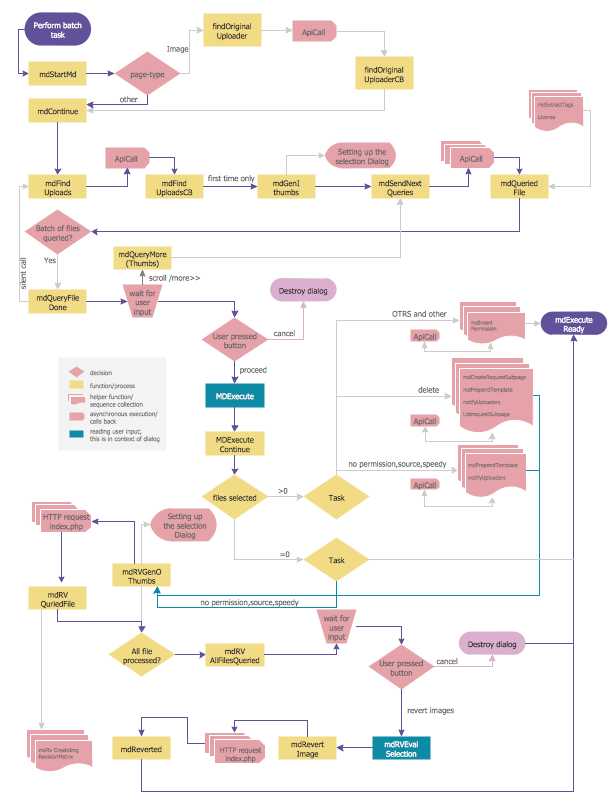 Perform batch
task
findOriginal
Uploader
ApiCall
Image
mdStartMd
page-type
findOriginal
UploaderCB
other
mdContinue
mdExtractTags
License
ApiCall
Setting up the
selection Dialog
ApiCall
first time only
mdFind
Uploads
mdFind
UploadsCB
mdGenI
thumbs
mdSendNext
Queries
mdQueried
File
Batch of files
queried?
Yes
silent call
mdQueryMore
(Thumbs)
scroll /more>>
mdQueryFile
Done
wait for
user
input
Destroy dialog
User pressed
button
cancel
proceed
OTRS and other
mdInsert
Permission
ApiCall
mdExecute
Ready
decision
function/process
helper function/
sequence collection
asynchronous execution/
calls back
reading user input;
this is in context of dialog
MDExecute
delete
mdCreateRequestSubpage
mdPrependTemplate
notifyUploaders
ListrequestSubpage
ApiCall
MDExecute
Continue
no permission,source,speedy
mdPrependTemplate
notifyUploaders
ApiCall
files selected
>0
Task
HTTP request
index.php
Setting up
the selection
Dialog
=0
Task
mdRVGenO
Thumbs
mdRV
QuriedFile
no permission,source,speedy
wait for
user
input
All file
processed?
mdRV
AllFilesQueried
User pressed
button
cancel
Destroy dialog
revert images
mdRv CreateImg
RevisionMatrix
mdReverted
HTTP request
index.php
mdRevert
Image
mdRVEval
Selection